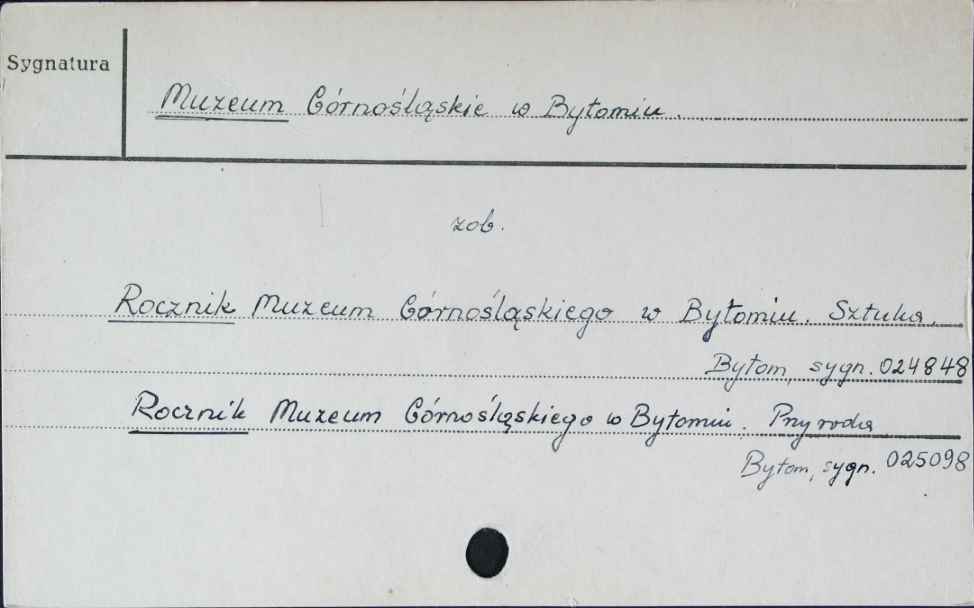 Sygnatura
Muzeum Górnośląskie w Bytomiu.
zob.
Rocznik Muzeum Górnośląskiego w Bytomiu. Sztuka.
Bytom, sygn. 024848
Rocznik Muzeum Górnośląskiego w Bytomiu. Przyroda
Bytom, sygn. 025098